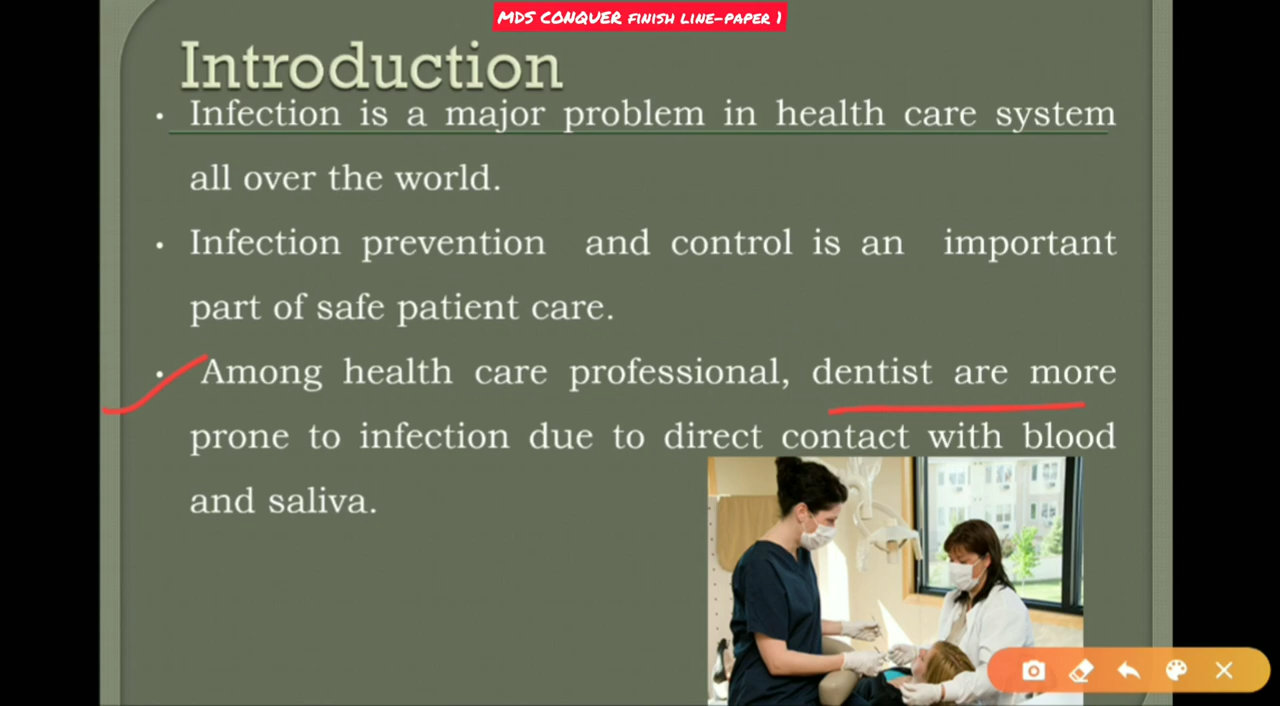 MDS CONQUER FINISH LINE-PAPER 1
Introduction
• Infection is a major problem in health care system
all over the world.
• Infection prevention and control is an important
part of safe patient care.
• Among health care professional, dentist are more
prone to infection due to direct contact with blood
and saliva.